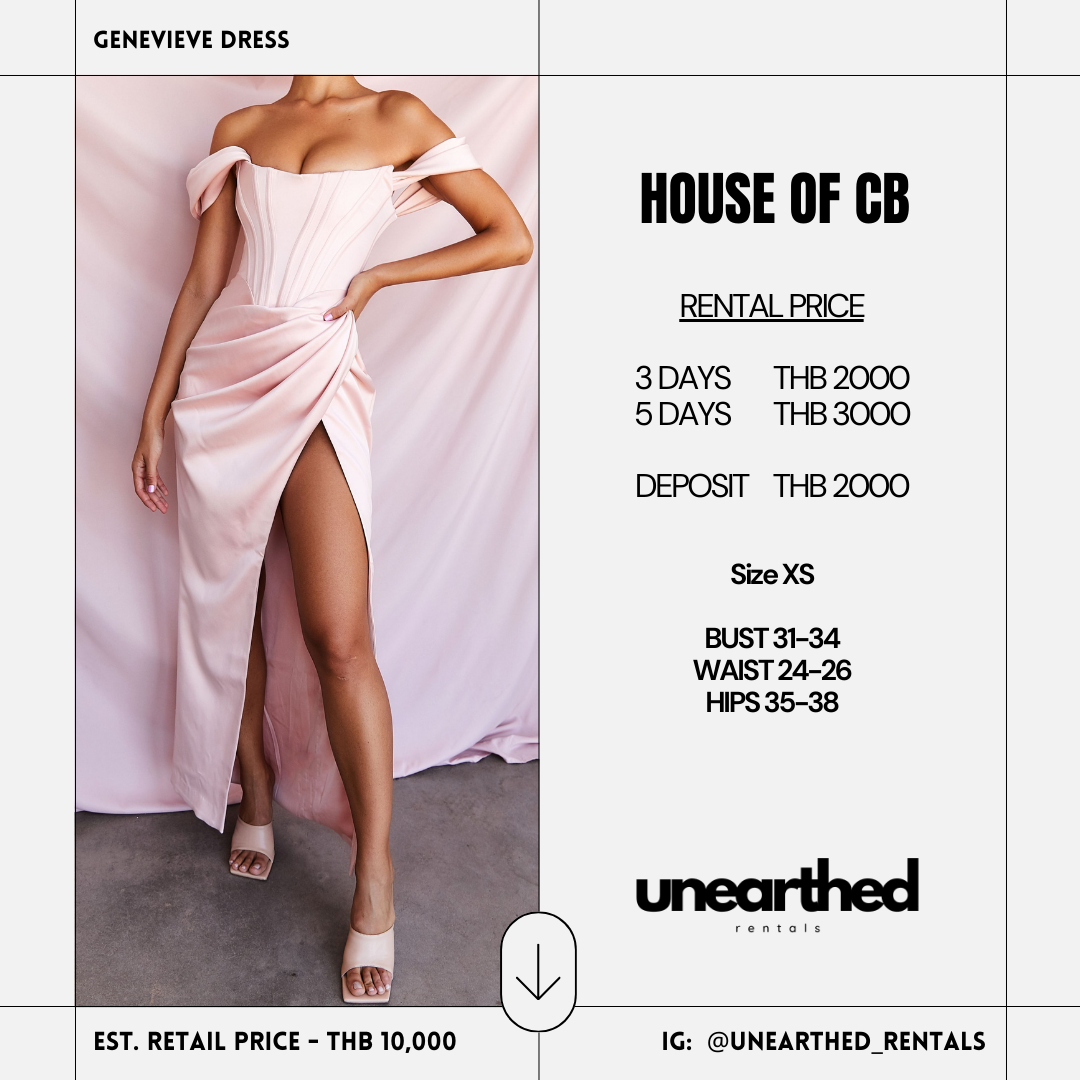 GENEVIEVE DRESS
HOUSE OF CB
RENTAL PRICE
3 DAYS THB 2000
5 DAYS THB 3000
DEPOSIT THB 2000
Size XS
BUST 31-34
WAIST 24-26
HIPS 35-38
unearthed
rentals
EST. RETAIL PRICE - THB 10,000
IG: @UNEARTHED_RENTALS